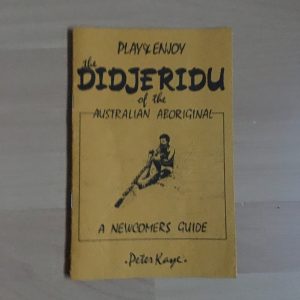 PLAY & ENJOY
the
DIDJERIDU
of the
AUSTRALIAN ABORIGINAL
A NEWCOMERS GUIDE
·Peter Kaye·